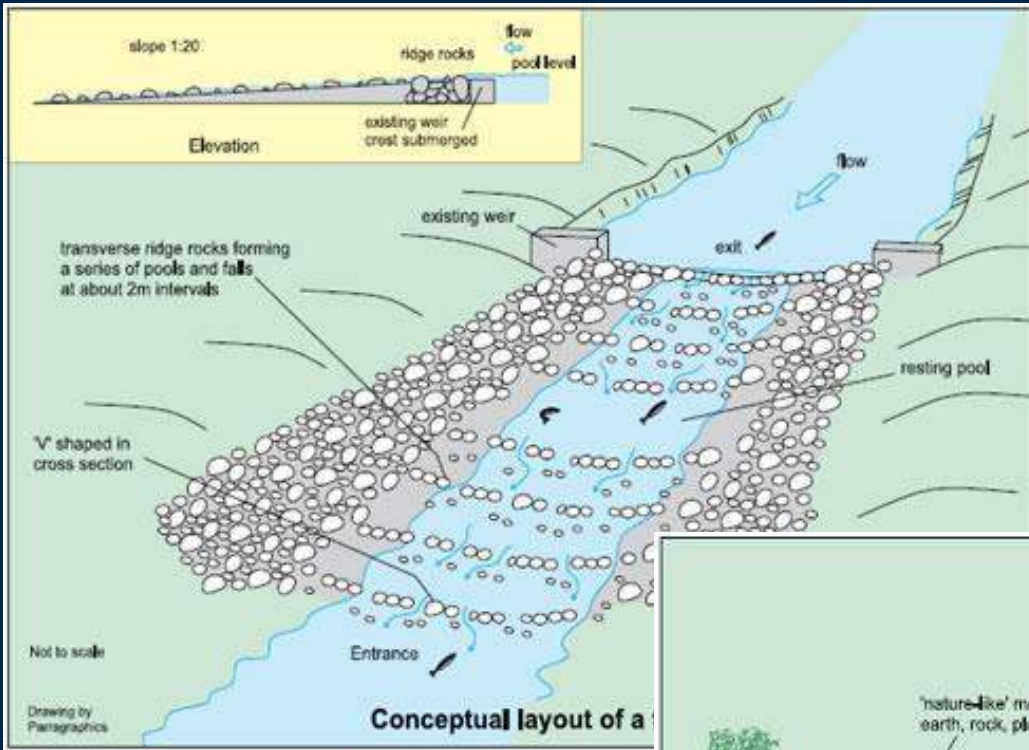 slope 1:20
ridge rocks
flow
pool level
existing weir
crest submerged
Elevation
flow
existing weir
exit
transverse ridge rocks forming
a series of pools and falls
at about 2m intervals
resting pool
'V' shaped in
cross section
Not to scale
Entrance
Drawing by
Parragraphics
Conceptual layout of a
'nature-like'
earth, rock,